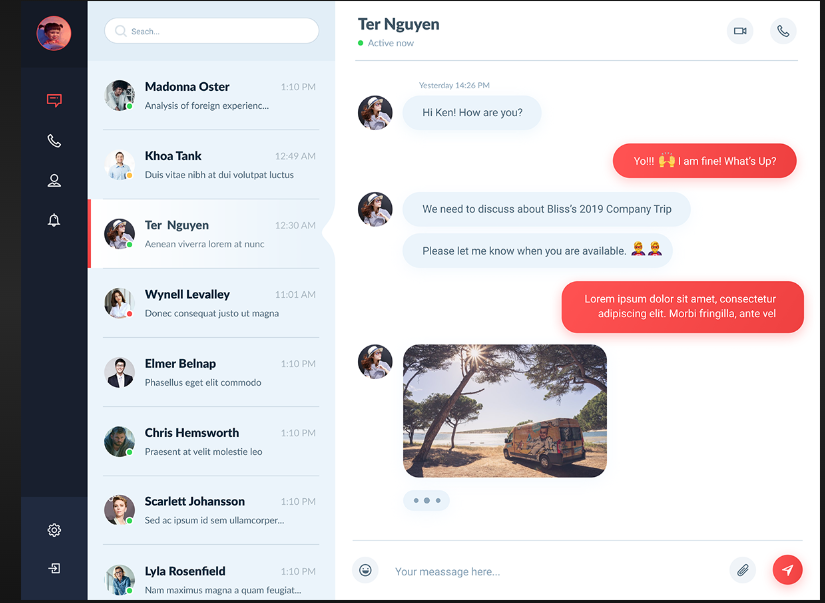 Seach...
Madonna Oster 1:10 PM
Analysis of foreign experienc...
Khoa Tank 12:49 AM
Duis vitae nibh at dui volutpat luctus
Ter Nguyen 12:30 AM
Aenean viverra lorem at nunc
Wynell Levalley 11:01 AM
Donec consequat justo ut magna
Elmer Belnap 1:10 PM
Phasellus eget elit commodo
Chris Hemsworth 1:10 PM
Praesent at velit molestie leo
Scarlett Johansson 1:10 PM
Sed ac ipsum id sem ullamcorper...
Lyla Rosenfield 1:10 PM
Nam maximus magna a quam feugiat...
Ter Nguyen
Active now
Yesterday 14:26 PM
Hi Ken! How are you?
Yo!!! 🙌 I am fine! What's Up?
We need to discuss about Bliss's 2019 Company Trip
Please let me know when you are available.
Lorem ipsum dolor sit amet, consectetur
adipiscing elit. Morbi fringilla, ante vel
Your meassage here...